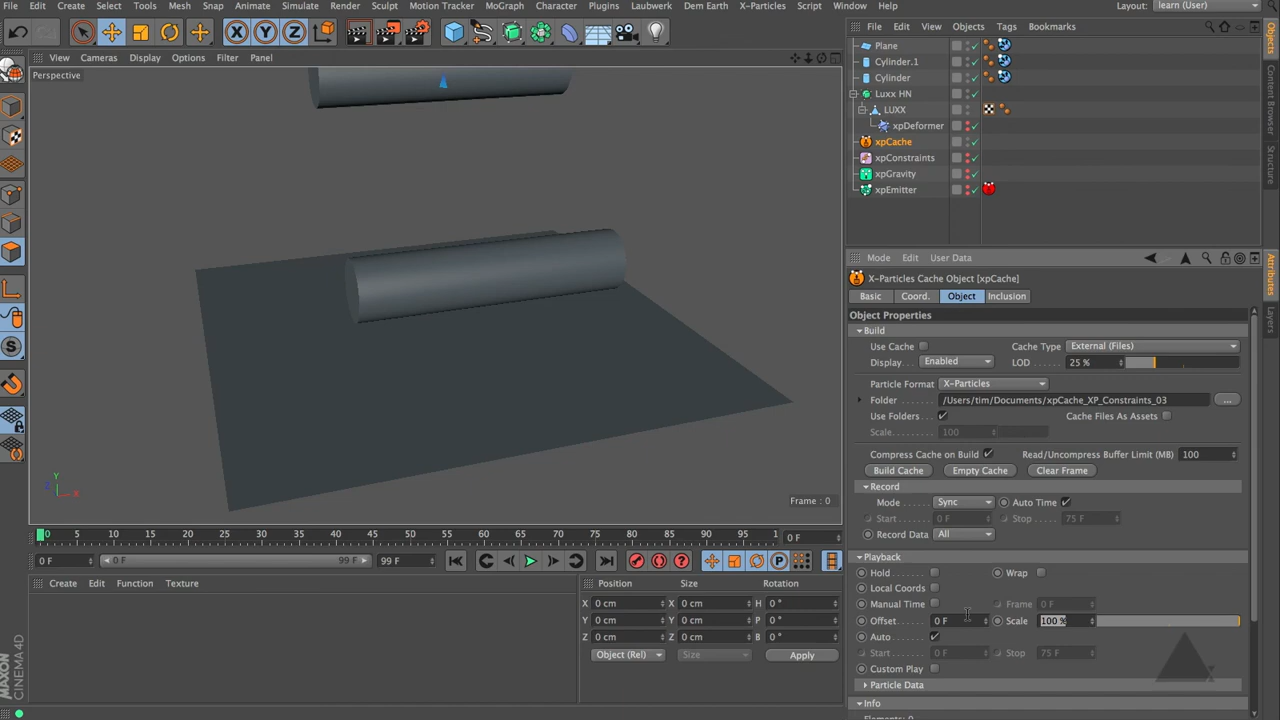 File Edit Create Select Tools Mesh Snap Animate Simulate Render Sculpt Motion Tracker MoGraph Character Plugins Laubwerk Dem Earth X-Particles Script Window Help Layout: learn (User)
X Y Z
File Edit View Objects Tags Bookmarks
View Cameras Display Options Filter Panel
Perspective
Plane
Cylinder.1
Cylinder
Luxx HN
LUXX
xpDeformer
xpCache
xpConstraints
xpGravity
xpEmitter
Objects
Content Browser
Structure
Mode Edit User Data
X-Particles Cache Object [xpCache]
Basic Coord. Object Inclusion
Attributes
Layers
Object Properties
Build
Use Cache Cache Type External (Files)
Display Enabled LOD 25 %
Particle Format X-Particles
Folder /Users/tim/Documents/xpCache_XP_Constraints_03 ...
Use Folders Cache Files As Assets
Scale 100
Compress Cache on Build Read/Uncompress Buffer Limit (MB) 100
Build Cache Empty Cache Clear Frame
Record
Mode Sync Auto Time
Start 0 F Stop 75 F
Record Data All
Playback
Hold Wrap
Local Coords
Manual Time Frame 0 F
Offset 0 F Scale 100 %
Auto
Start 0 F Stop 75 F
Custom Play
Particle Data
Info
Y
Z X
Frame : 0
0 5 10 15 20 25 30 35 40 45 50 55 60 65 70 75 80 85 90 95 0 F
0 F 0 F 99 F 99 F
P
Create Edit Function Texture
Position Size Rotation
X 0 cm X 0 cm H 0 °
Y 0 cm Y 0 cm P 0 °
Z 0 cm Z 0 cm B 0 °
Object (Rel) Size Apply
MAXON
CINEMA4D